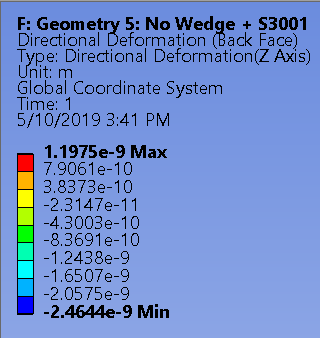 F: Geometry 5: No Wedge + S3001
Directional Deformation (Back Face)
Type: Directional Deformation(Z Axis)
Unit: m
Global Coordinate System
Time: 1
5/10/2019 3:41 PM
1.1975e-9 Max
7.9061e-10
3.8373e-10
-2.3147e-11
-4.3003e-10
-8.3691e-10
-1.2438e-9
-1.6507e-9
-2.0575e-9
-2.4644e-9 Min